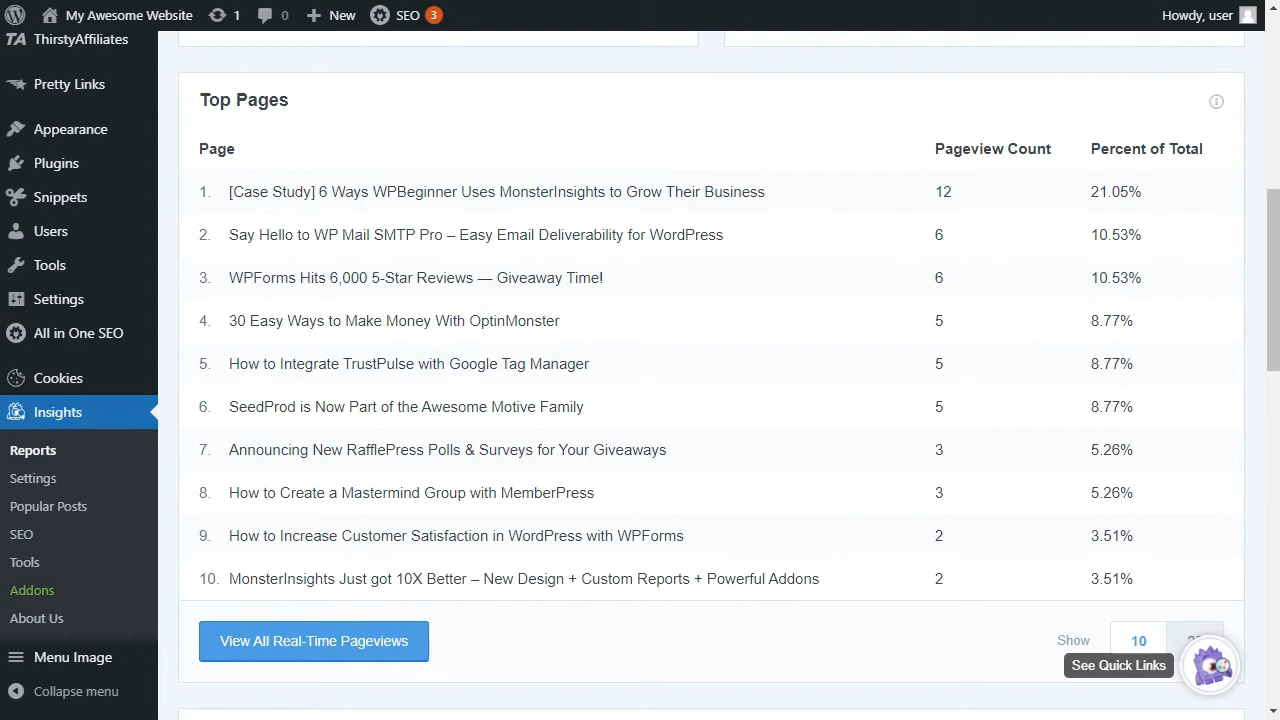 My Awesome Website 1 0 New SEO 3 Howdy, user
ThirstyAffiliates
Pretty Links
Appearance
Plugins
Snippets
Users
Tools
Settings
All in One SEO
Cookies
Insights
Reports
Settings
Popular Posts
SEO
Tools
Addons
About Us
Menu Image
Collapse menu
Top Pages
Page Pageview Count Percent of Total
1. [Case Study] 6 Ways WPBeginner Uses MonsterInsights to Grow Their Business 12 21.05%
2. Say Hello to WP Mail SMTP Pro – Easy Email Deliverability for WordPress 6 10.53%
3. WPForms Hits 6,000 5-Star Reviews — Giveaway Time! 6 10.53%
4. 30 Easy Ways to Make Money With OptinMonster 5 8.77%
5. How to Integrate TrustPulse with Google Tag Manager 5 8.77%
6. SeedProd is Now Part of the Awesome Motive Family 5 8.77%
7. Announcing New RafflePress Polls & Surveys for Your Giveaways 3 5.26%
8. How to Create a Mastermind Group with MemberPress 3 5.26%
9. How to Increase Customer Satisfaction in WordPress with WPForms 2 3.51%
10. MonsterInsights Just got 10X Better – New Design + Custom Reports + Powerful Addons 2 3.51%
View All Real-Time Pageviews
Show 10
See Quick Links